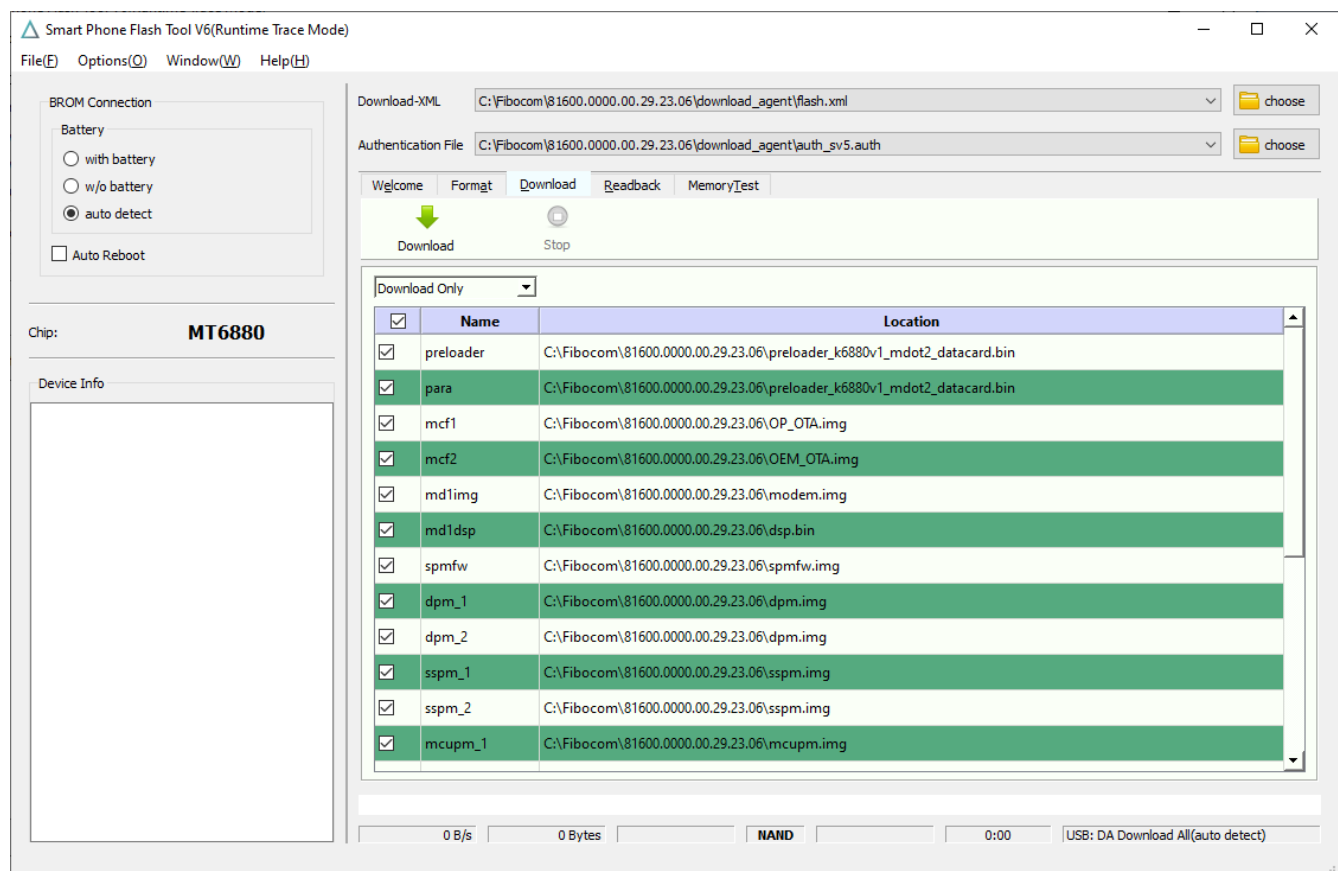 Smart Phone Flash Tool V6(Runtime Trace Mode)
File(F) Options(O) Window(W) Help(H)
BROM Connection
Battery
with battery
w/o battery
auto detect
Auto Reboot
Chip: MT6880
Device Info
Download-XML C:\Fibocom\81600.0000.00.29.23.06\download_agent\flash.xml choose
Authentication File C:\Fibocom\81600.0000.00.29.23.06\download_agent\auth_sv5.auth choose
Welcome Format Download Readback MemoryTest
Download Stop
Download Only
Name Location
preloader C:\Fibocom\81600.0000.00.29.23.06\preloader_k6880v1_mdot2_datacard.bin
para C:\Fibocom\81600.0000.00.29.23.06\preloader_k6880v1_mdot2_datacard.bin
mcf1 C:\Fibocom\81600.0000.00.29.23.06\OP_OTA.img
mcf2 C:\Fibocom\81600.0000.00.29.23.06\OEM_OTA.img
md1img C:\Fibocom\81600.0000.00.29.23.06\modem.img
md1dsp C:\Fibocom\81600.0000.00.29.23.06\dsp.bin
spmfw C:\Fibocom\81600.0000.00.29.23.06\spmfw.img
dpm_1 C:\Fibocom\81600.0000.00.29.23.06\dpm.img
dpm_2 C:\Fibocom\81600.0000.00.29.23.06\dpm.img
sspm_1 C:\Fibocom\81600.0000.00.29.23.06\sspm.img
sspm_2 C:\Fibocom\81600.0000.00.29.23.06\sspm.img
mcupm_1 C:\Fibocom\81600.0000.00.29.23.06\mcupm.img
0 B/s 0 Bytes NAND 0:00 USB: DA Download All(auto detect)